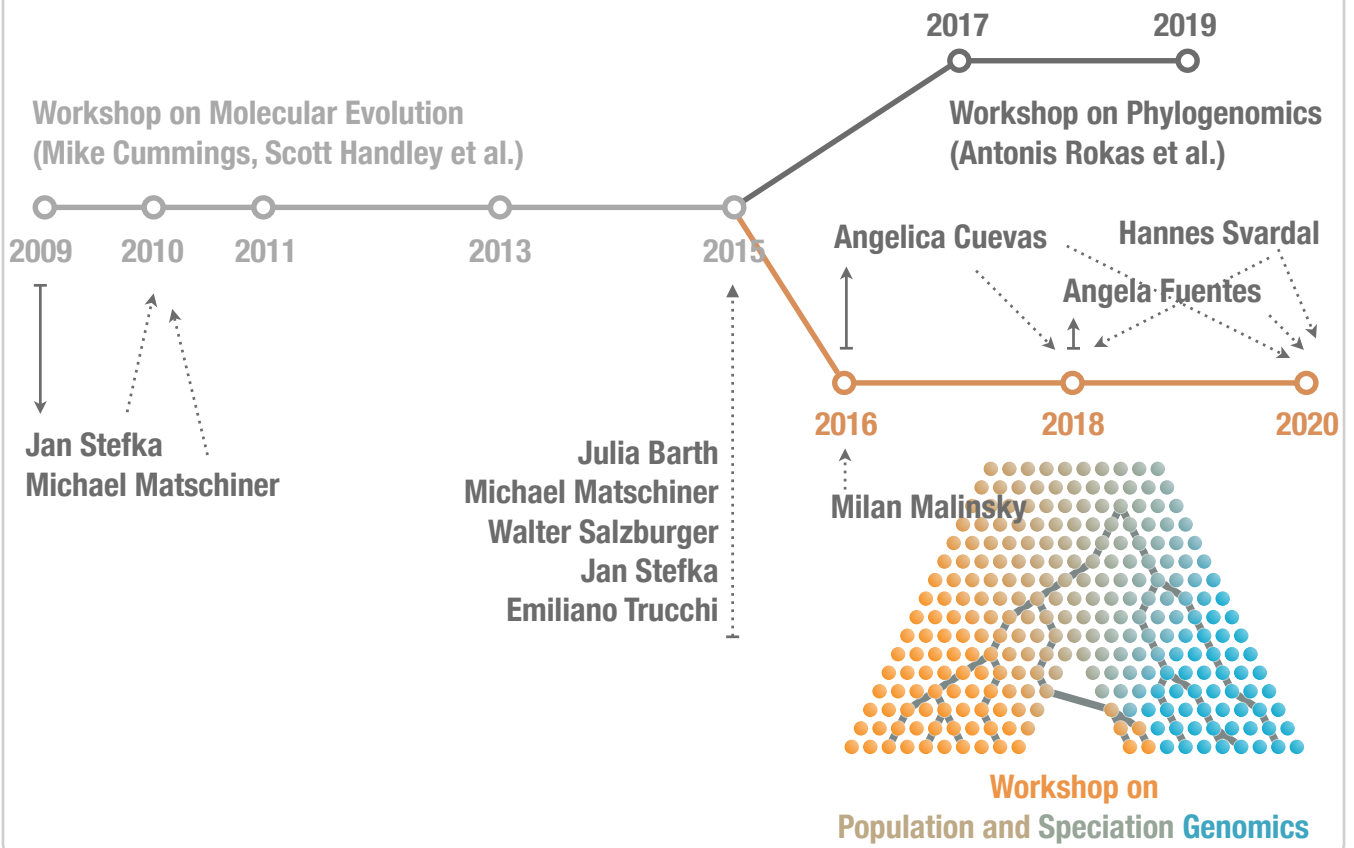 2017
2019
Workshop on Molecular Evolution
(Mike Cummings, Scott Handley et al.)
Workshop on Phylogenomics
(Antonis Rokas et al.)
2009
2010
2011
2013
2015
Angelica Cuevas
Hannes Svardal
Angela Fuentes
2016
2018
2020
Jan Stefka
Michael Matschiner
Julia Barth
Michael Matschiner
Walter Salzburger
Jan Stefka
Emiliano Trucchi
Milan Malinsky
Workshop on
Population and Speciation Genomics